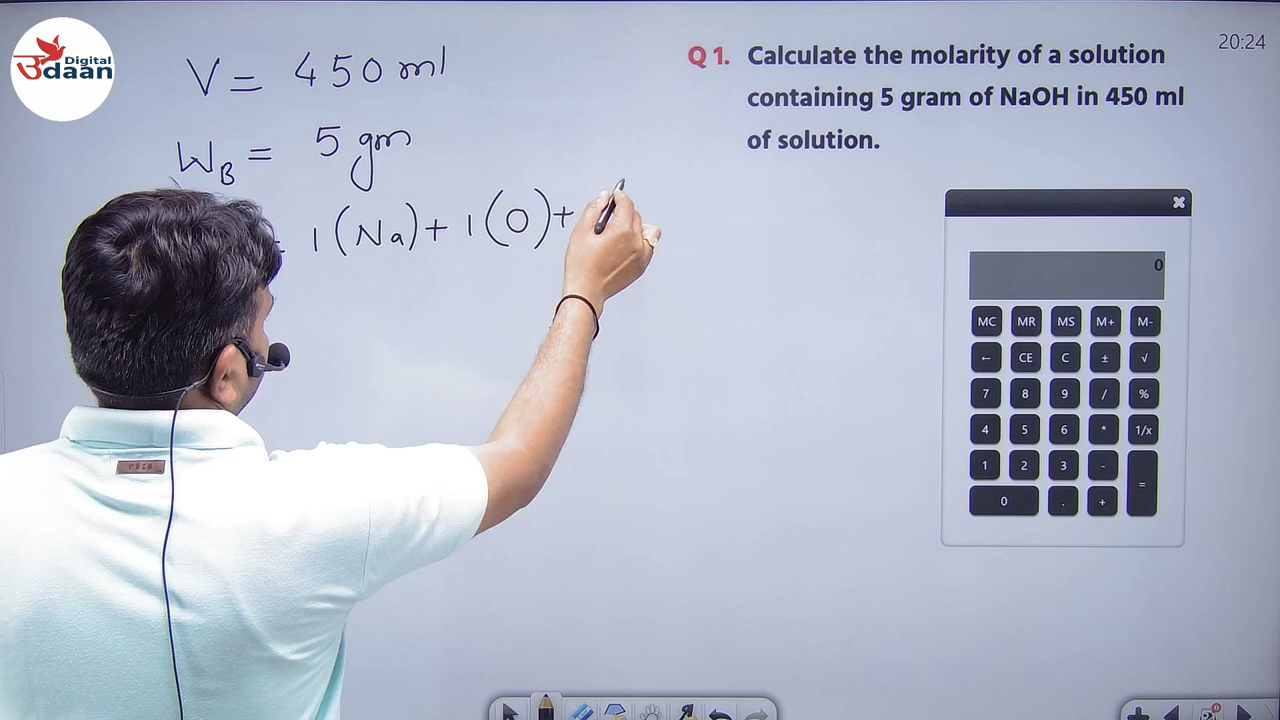 Digital
उdaan
V = 450 ml
W_B = 5 gm
= 1(Na) + 1(O) +
Q 1. Calculate the molarity of a solution
containing 5 gram of NaOH in 450 ml
of solution.
20:24
0
MC MR MS M+ M-
← CE C ± √
7 8 9 / %
4 5 6 * 1/x
1 2 3 - =
0 . +